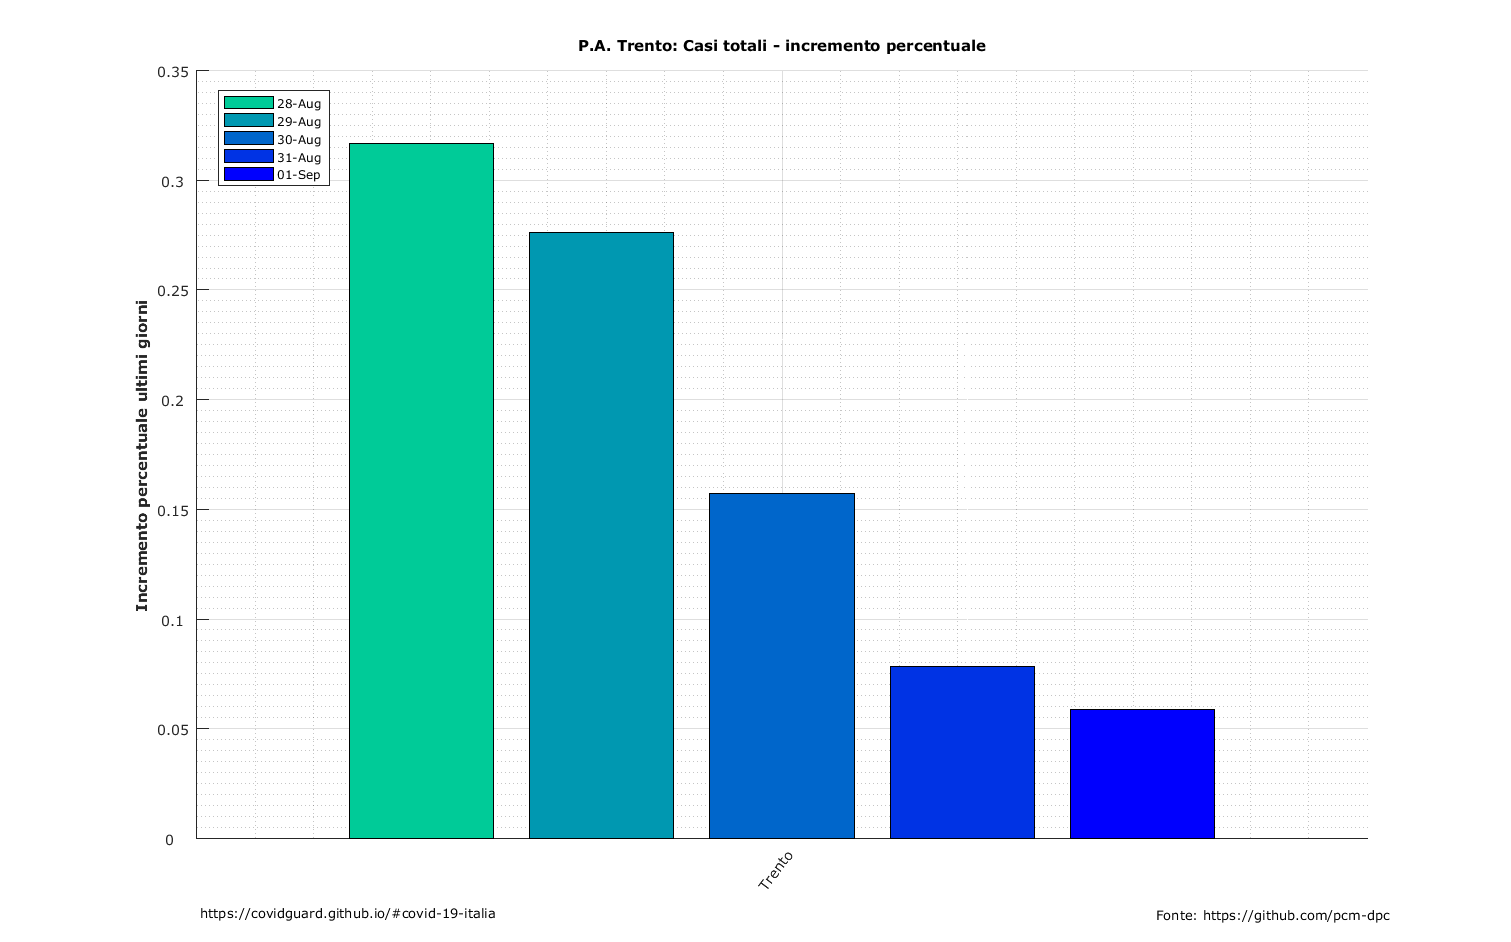 P.A. Trento: Casi totali - incremento percentuale
0.35
0.3
0.25
0.2
0.15
0.1
0.05
0
Incremento percentuale ultimi giorni
28-Aug
29-Aug
30-Aug
31-Aug
01-Sep
Trento
https://covidguard.github.io/#covid-19-italia
Fonte: https://github.com/pcm-dpc